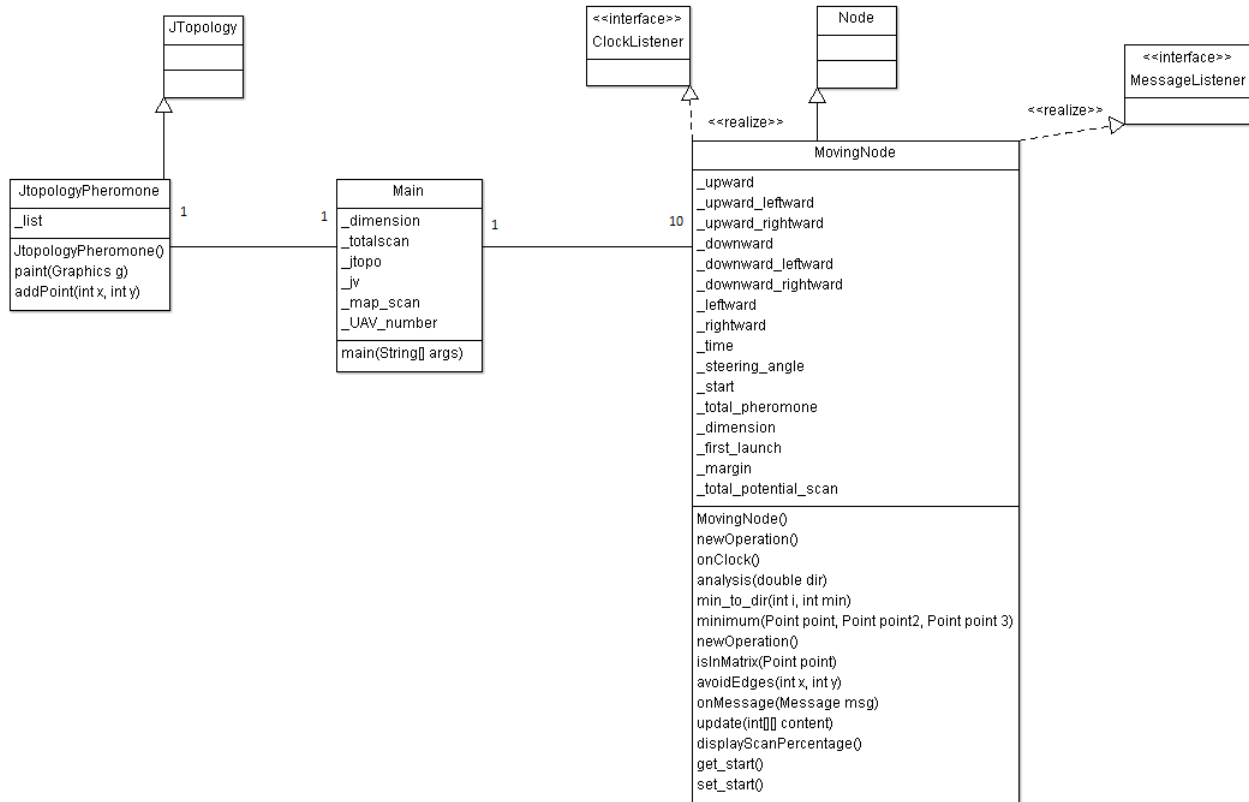 JTopology
<<interface>>
ClockListener
Node
<<interface>>
MessageListener
<<realize>>
<<realize>>
JtopologyPheromone
_list
JtopologyPheromone()
paint(Graphics g)
addPoint(int x, int y)
1
1
Main
_dimension
_totalscan
_jtopo
_jv
_map_scan
_UAV_number
main(String[] args)
1
10
MovingNode
_upward
_upward_leftward
_upward_rightward
_downward
_downward_leftward
_downward_rightward
_leftward
_rightward
_time
_steering_angle
_start
_total_pheromone
_dimension
_first_launch
_margin
_total_potential_scan
MovingNode()
newOperation()
onClock()
analysis(double dir)
min_to_dir(int i, int min)
minimum(Point point, Point point2, Point point 3)
newOperation()
isInMatrix(Point point)
avoidEdges(int x, int y)
onMessage(Message msg)
update(int[][] content)
displayScanPercentage()
get_start()
set_start()